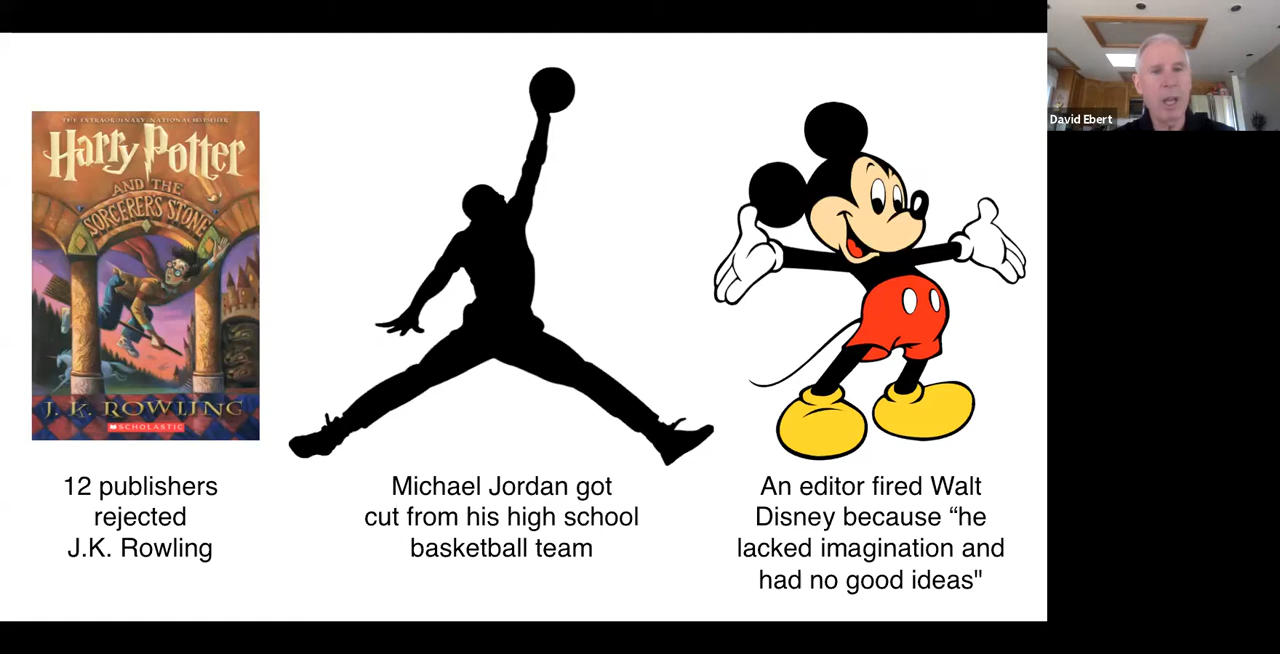 THE EXTRAORDINARY NATIONAL BESTSELLER
Harry Potter
AND THE
SORCERER'S STONE
J. K. ROWLING
SCHOLASTIC
12 publishers
rejected
J.K. Rowling
Michael Jordan got
cut from his high school
basketball team
An editor fired Walt
Disney because “he
lacked imagination and
had no good ideas"
David Ebert